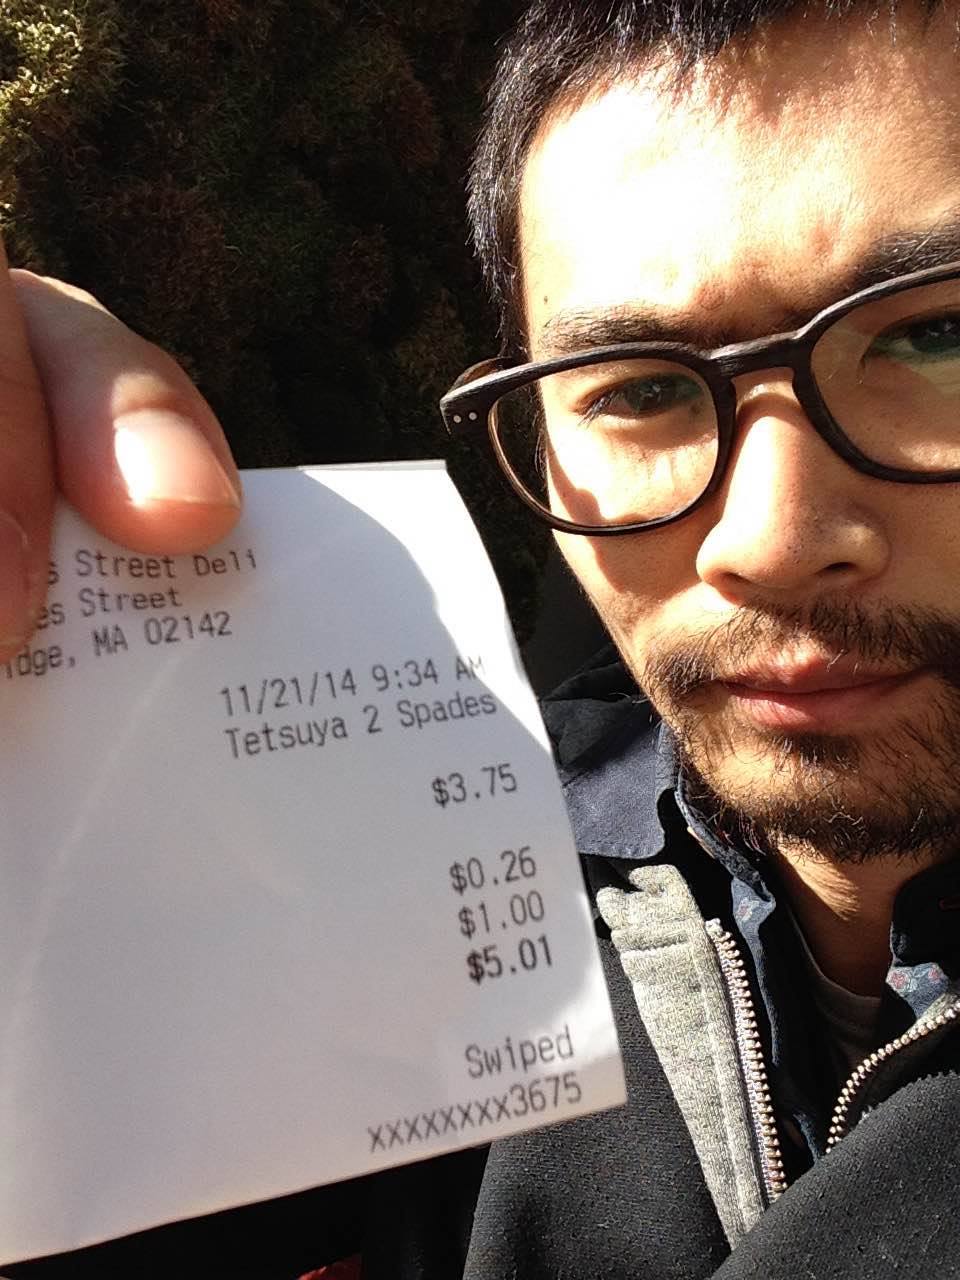 s Street Deli
es Street
idge, MA 02142
11/21/14 9:34 AM
Tetsuya 2 Spades
$3.75
$0.26
$1.00
$5.01
Swiped
xxxxxxxx3675